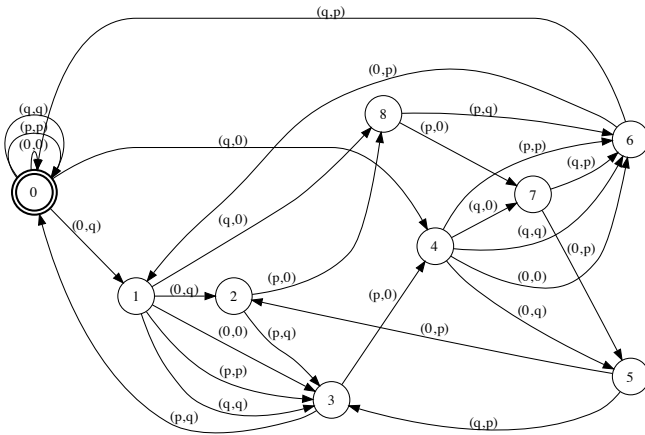 (q,p)
(0,p)
(q,q)
(p,p)
(0,0)
0
(q,0)
8
(p,q)
(p,0)
6
(p,p)
(q,p)
7
(q,0)
(q,0)
(q,q)
4
(0,p)
(0,q)
(0,0)
1
(0,q)
2
(p,0)
(p,0)
(0,q)
(0,0)
(p,q)
(0,p)
(p,p)
5
(q,q)
3
(p,q)
(q,p)